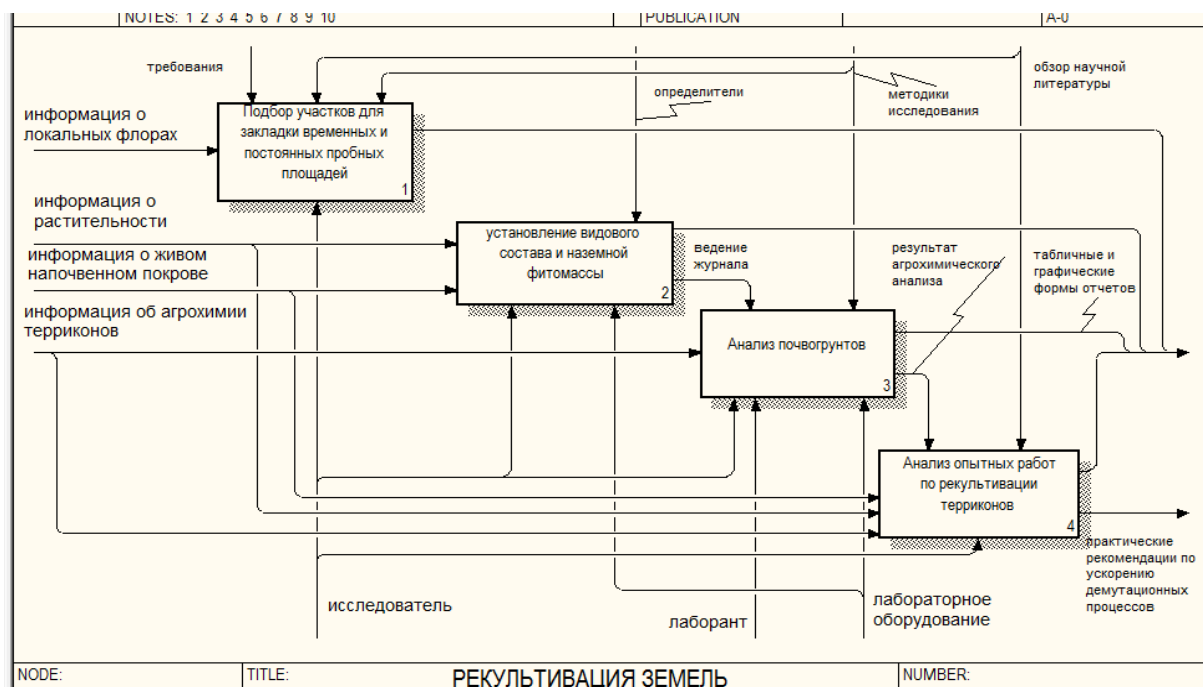 NOTES: 1 2 3 4 5 6 7 8 9 10
PUBLICATION
A-0
требования
обзор научной
литературы
определители
методики
исследования
информация о
локальных флорах
Подбор участков для
закладки временных и
постоянных пробных
площадей
1
информация о
растительности
информация о живом
напочвенном покрове
установление видового
состава и наземной
фитомассы
2
ведение
журнала
результат
агрохимического
анализа
табличные и
графические
формы отчетов
информация об агрохимии
терриконов
Анализ почвогрунтов
3
Анализ опытных работ
по рекультивации
терриконов
4
практические
рекомендации по
ускорению
демутационных
процессов
исследователь
лаборант
лабораторное
оборудование
NODE:
TITLE:
РЕКУЛЬТИВАЦИЯ ЗЕМЕЛЬ
NUMBER: